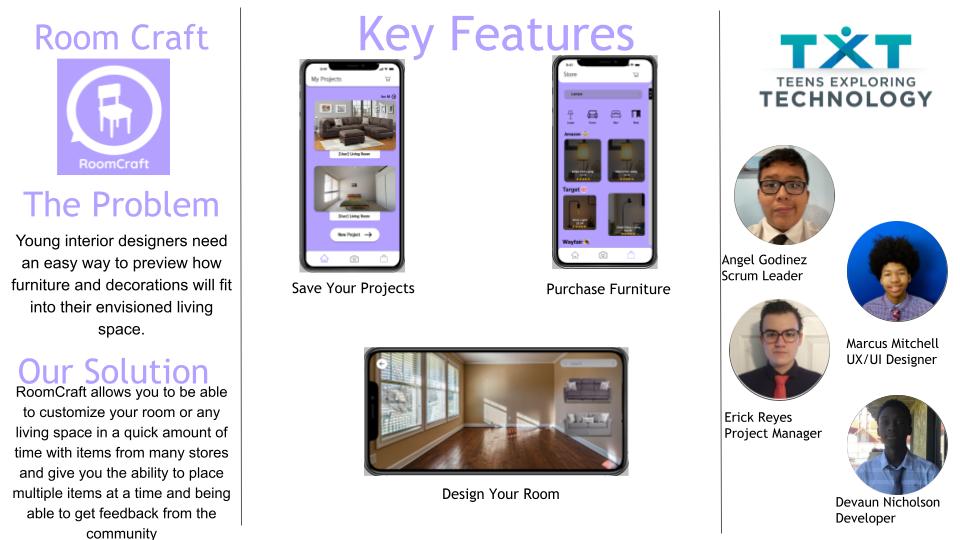 Room Craft
RoomCraft
The Problem
Young interior designers need
an easy way to preview how
furniture and decorations will fit
into their envisioned living
space.
Our Solution
RoomCraft allows you to be able
to customize your room or any
living space in a quick amount of
time with items from many stores
and give you the ability to place
multiple items at a time and being
able to get feedback from the
community
Key Features
My Projects
[User] Living Room
[User] Living Room
New Project
Save Your Projects
Store
Lamps
Amazon
Target
Wayfair
Purchase Furniture
Design Your Room
TXT
TEENS EXPLORING
TECHNOLOGY
Angel Godinez
Scrum Leader
Marcus Mitchell
UX/UI Designer
Erick Reyes
Project Manager
Devaun Nicholson
Developer